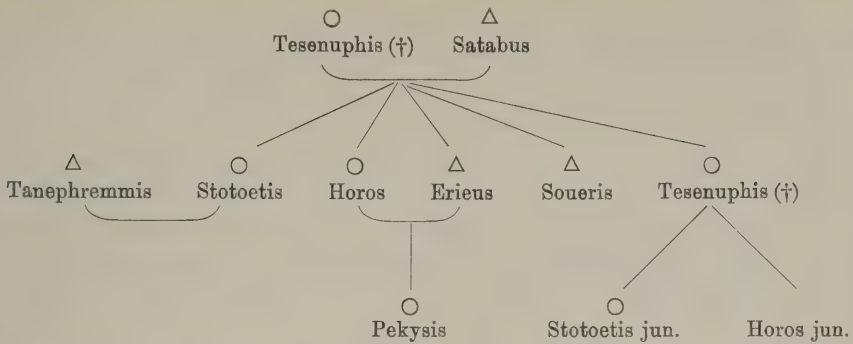 Tesenuphis (†) Satabus
Tanephremmis Stotoetis Horos Erieus Soueris Tesenuphis (†)
Pekysis Stotoetis jun. Horos jun.